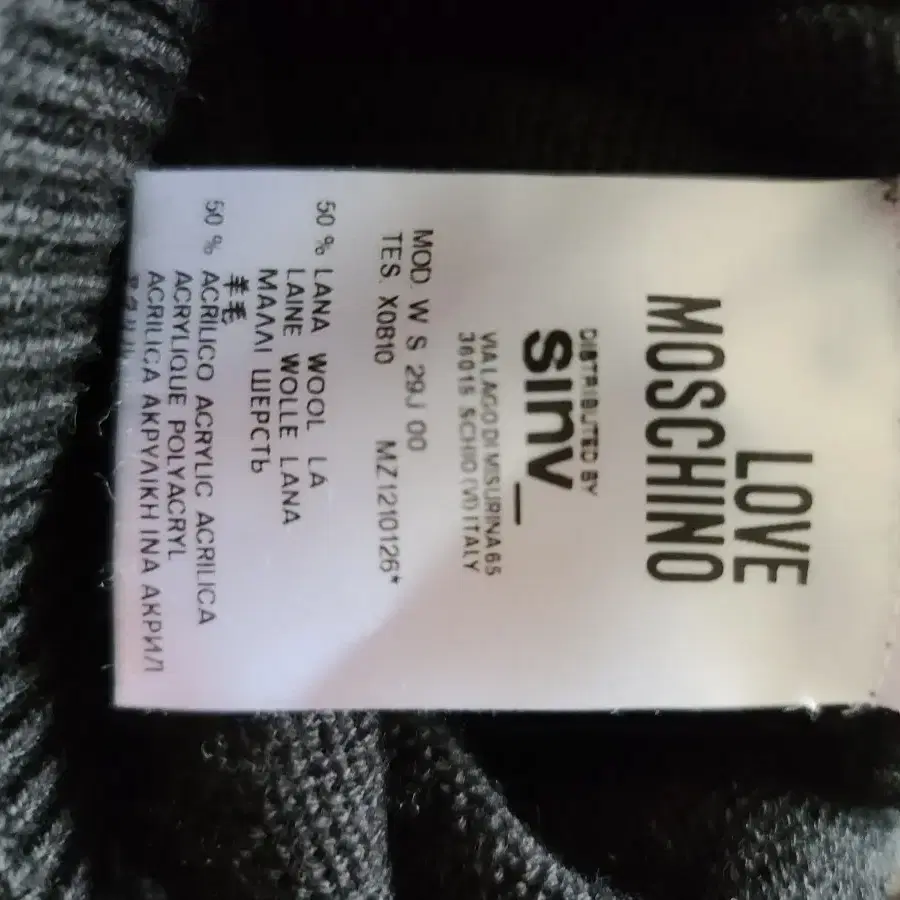 LOVE
MOSCHINO
DISTRIBUTED BY
sinv_
VIA LAGO DI MISURINA 65
36015 SCHIO (VI) ITALY
MOD. W S 29J 00
TES. X0810 MZ1210126*
50 % LANA WOOL LA
LAINE WOLLE LANA
ΜΑΛΛΙ ШЕРСТЬ
羊毛
50 % ACRILICO ACRYLIC ACRILICA
ACRYLIQUE POLYACRYL
ACRILICA ΑΚΡΥΛΙΚΗ ΙΝΑ АКРИЛ